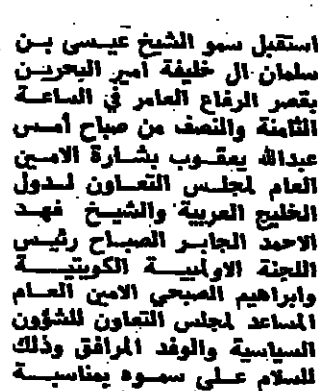 استقبل سمو الشيخ عيسى بن
سلمان ال خليفة امير البحرين
بقصر الرفاع العامر في الساعة
الثامنة والنصف من صباح أمس
عبدالله يعقوب بشارة الامين
العام لمجلس التعاون لدول
الخليج العربية والشيخ فهد
الاحمد الجابر الصباح رئيس
اللجنة الاولمبية الكويتية
وابراهيم الصبحي الامين العام
المساعد لمجلس التعاون للشؤون
السياسية والوفد المرافق وذلك
للسلام على سموه بمناسبة